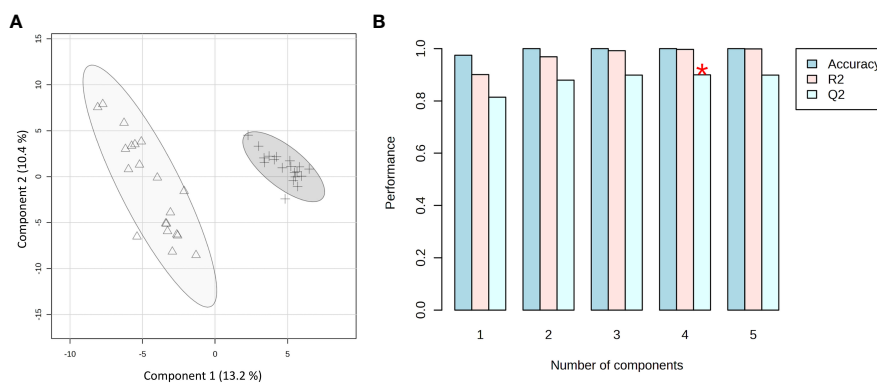 A
15
10
5
0
-5
-10
-15
-10
-5
0
5
Component 2 (10.4 %)
Component 1 (13.2 %)
B
1.0
0.8
0.6
0.4
0.2
0.0
Performance
*
1
2
3
4
5
Number of components
Accuracy
R2
Q2